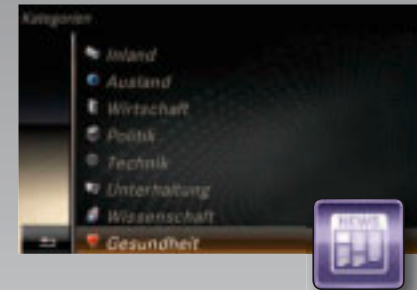 Kategorien
Inland
Ausland
Wirtschaft
Politik
Technik
Unterhaltung
Wissenschaft
Gesundheit
NEWS